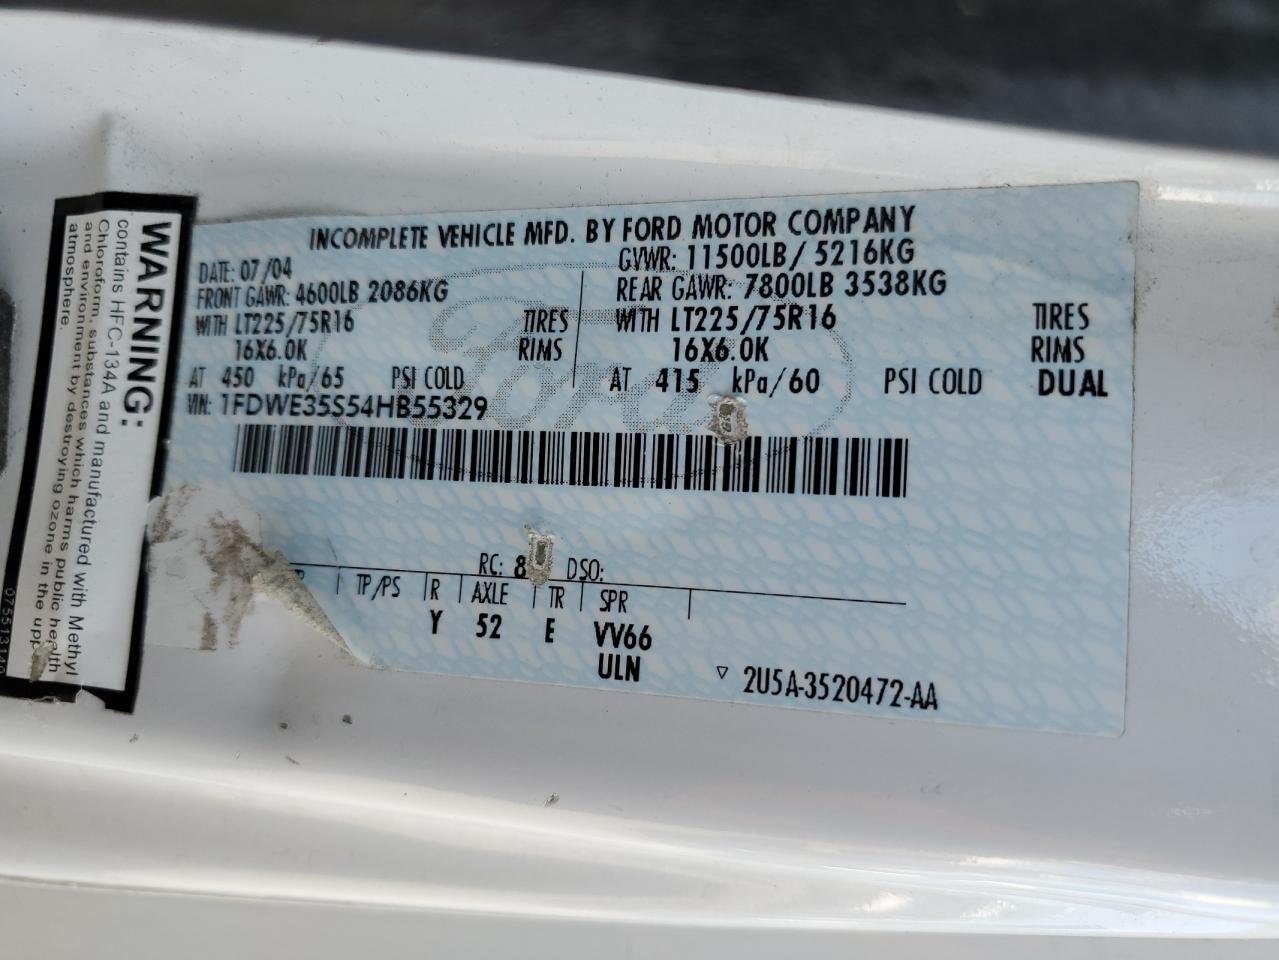 INCOMPLETE VEHICLE MFD. BY FORD MOTOR COMPANY
DATE: 07/04
GVWR: 11500LB/ 5216KG
FRONT GAWR: 4600LB 2086KG
REAR GAWR: 7800LB 3538KG
WITH LT225/75R16 TIRES
WITH LT225/75R16 TIRES
16X6.0K RIMS
16X6.0K RIMS
AT 450 kPa/65 PSI COLD
AT 415 kPa/60 PSI COLD DUAL
VIN: 1FDWE35S54HB55329
Ford
RC: 8 DSO:
TP/PS R AXLE TR SPR
Y 52 E VV66
ULN
▽ 2U5A-3520472-AA
WARNING:
contains HFC-134A and manufactured with Methyl
Chloroform, substances which harms public health
and environment by destroying ozone in the upp
atmosphere.